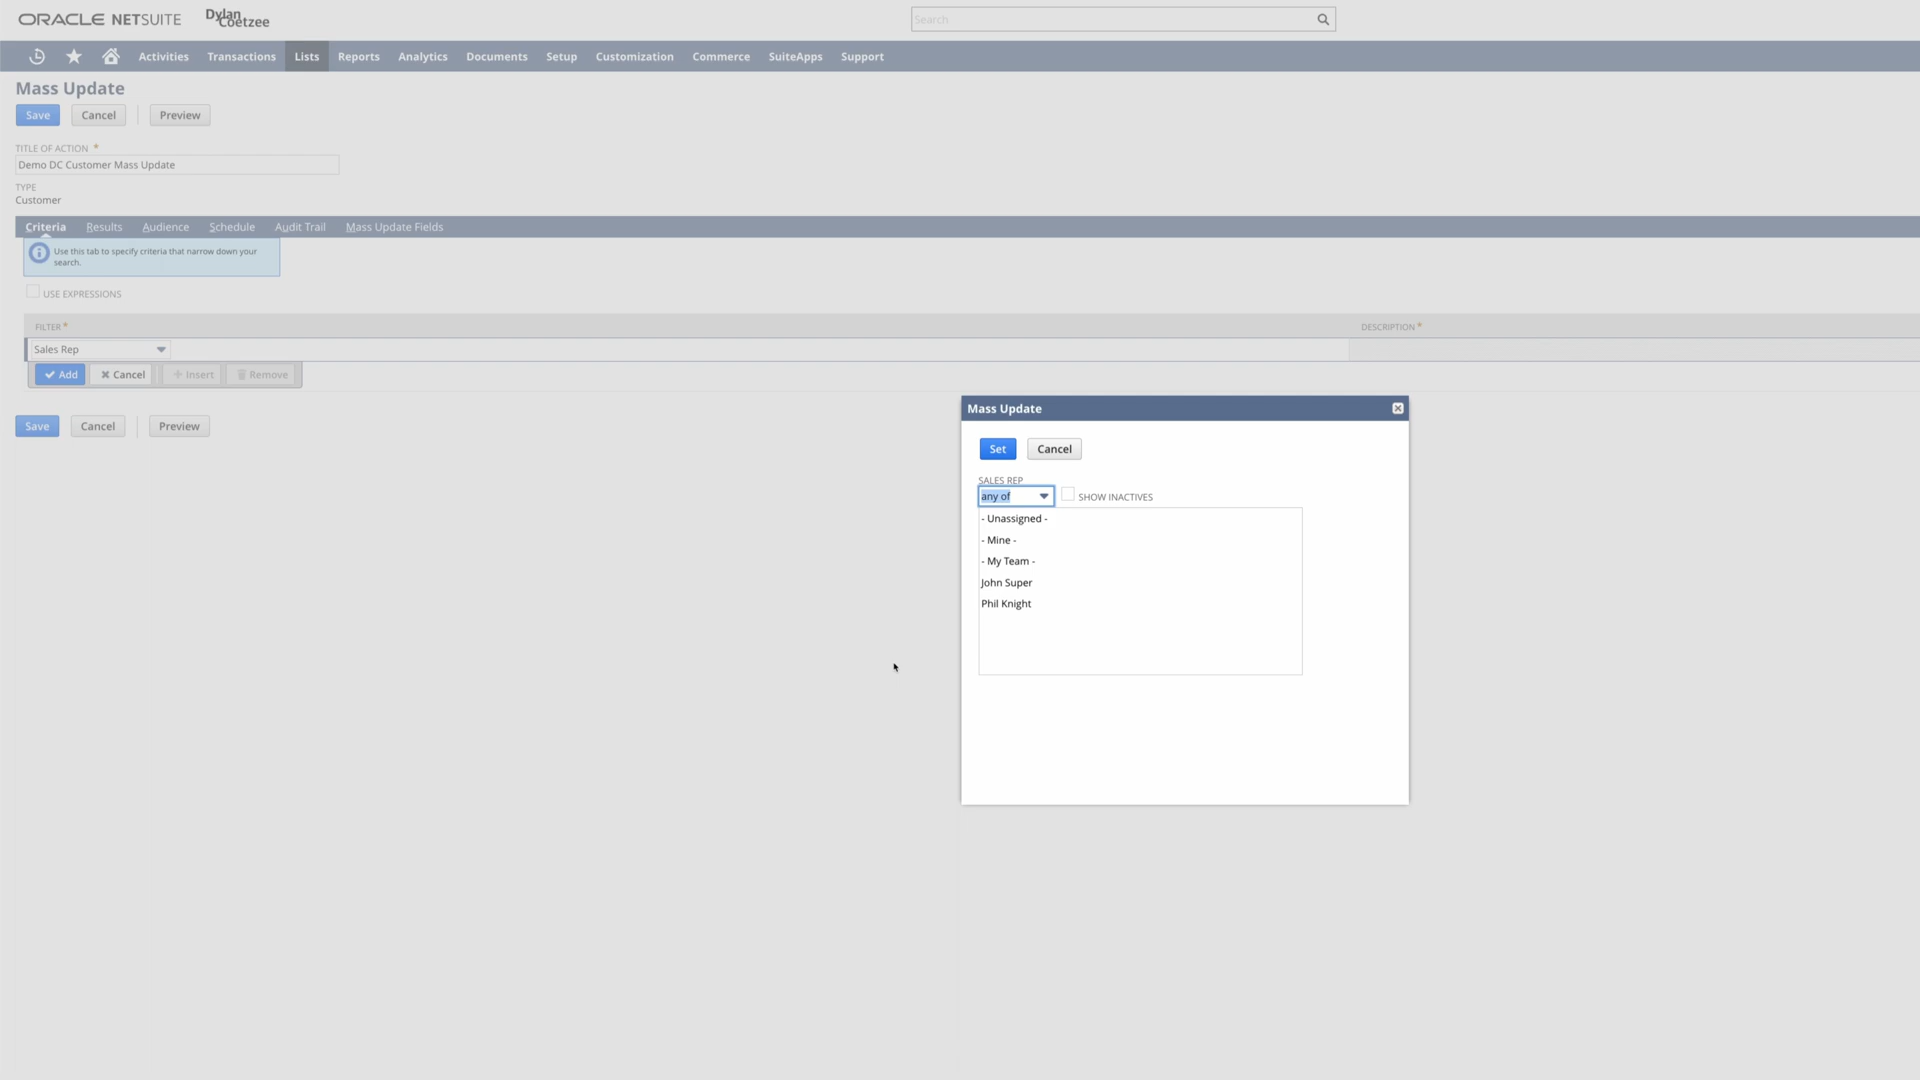 ORACLE NETSUITE
Dylan
Coetzee
Search
Activities Transactions Lists Reports Analytics Documents Setup Customization Commerce SuiteApps Support
Mass Update
Save Cancel Preview
TITLE OF ACTION *
Demo DC Customer Mass Update
TYPE
Customer
Criteria Results Audience Schedule Audit Trail Mass Update Fields
Use this tab to specify criteria that narrow down your
search.
USE EXPRESSIONS
FILTER * DESCRIPTION *
Sales Rep
Add Cancel Insert Remove
Save Cancel Preview
Mass Update
Set Cancel
SALES REP
any of SHOW INACTIVES
- Unassigned -
- Mine -
- My Team -
John Super
Phil Knight